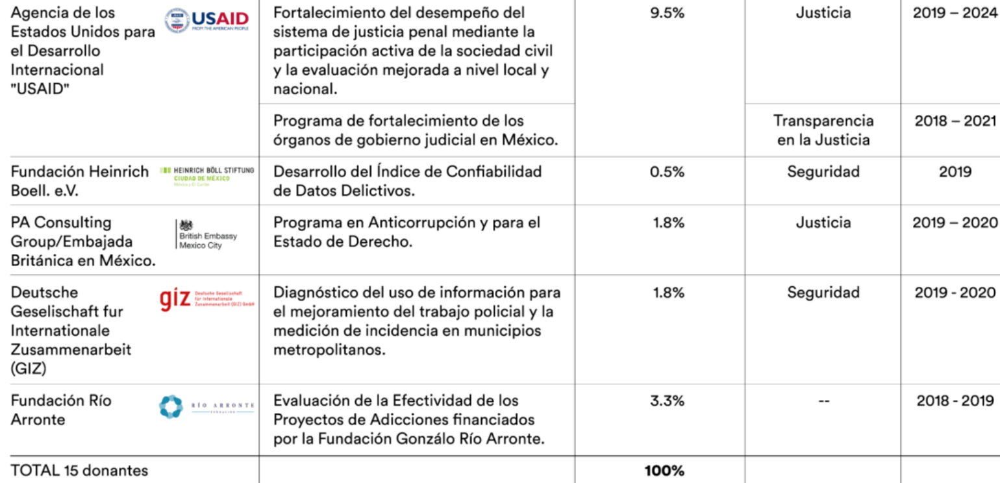 Agencia de los
Estados Unidos para
el Desarrollo
Internacional
"USAID"
USAID
FROM THE AMERICAN PEOPLE
Fortalecimiento del desempeño del
sistema de justicia penal mediante la
participación activa de la sociedad civil
y la evaluación mejorada a nivel local y
nacional.
9.5%
Justicia
2019 – 2024
Programa de fortalecimiento de los
órganos de gobierno judicial en México.
Transparencia
en la Justicia
2018 – 2021
Fundación Heinrich
Boell. e.V.
HEINRICH BÖLL STIFTUNG
CIUDAD DE MÉXICO
México y El Caribe
Desarrollo del Índice de Confiabilidad
de Datos Delictivos.
0.5%
Seguridad
2019
PA Consulting
Group/Embajada
Británica en México.
British Embassy
Mexico City
Programa en Anticorrupción y para el
Estado de Derecho.
1.8%
Justicia
2019 – 2020
Deutsche
Geselischaft fur
Internationale
Zusammenarbeit
(GIZ)
giz
Deutsche Gesellschaft
für Internationale
Zusammenarbeit (GIZ) GmbH
Diagnóstico del uso de información para
el mejoramiento del trabajo policial y la
medición de incidencia en municipios
metropolitanos.
1.8%
Seguridad
2019 - 2020
Fundación Río
Arronte
RÍO ARRONTE
FUNDACIÓN
Evaluación de la Efectividad de los
Proyectos de Adicciones financiados
por la Fundación Gonzálo Río Arronte.
3.3%
--
2018 - 2019
TOTAL 15 donantes
100%